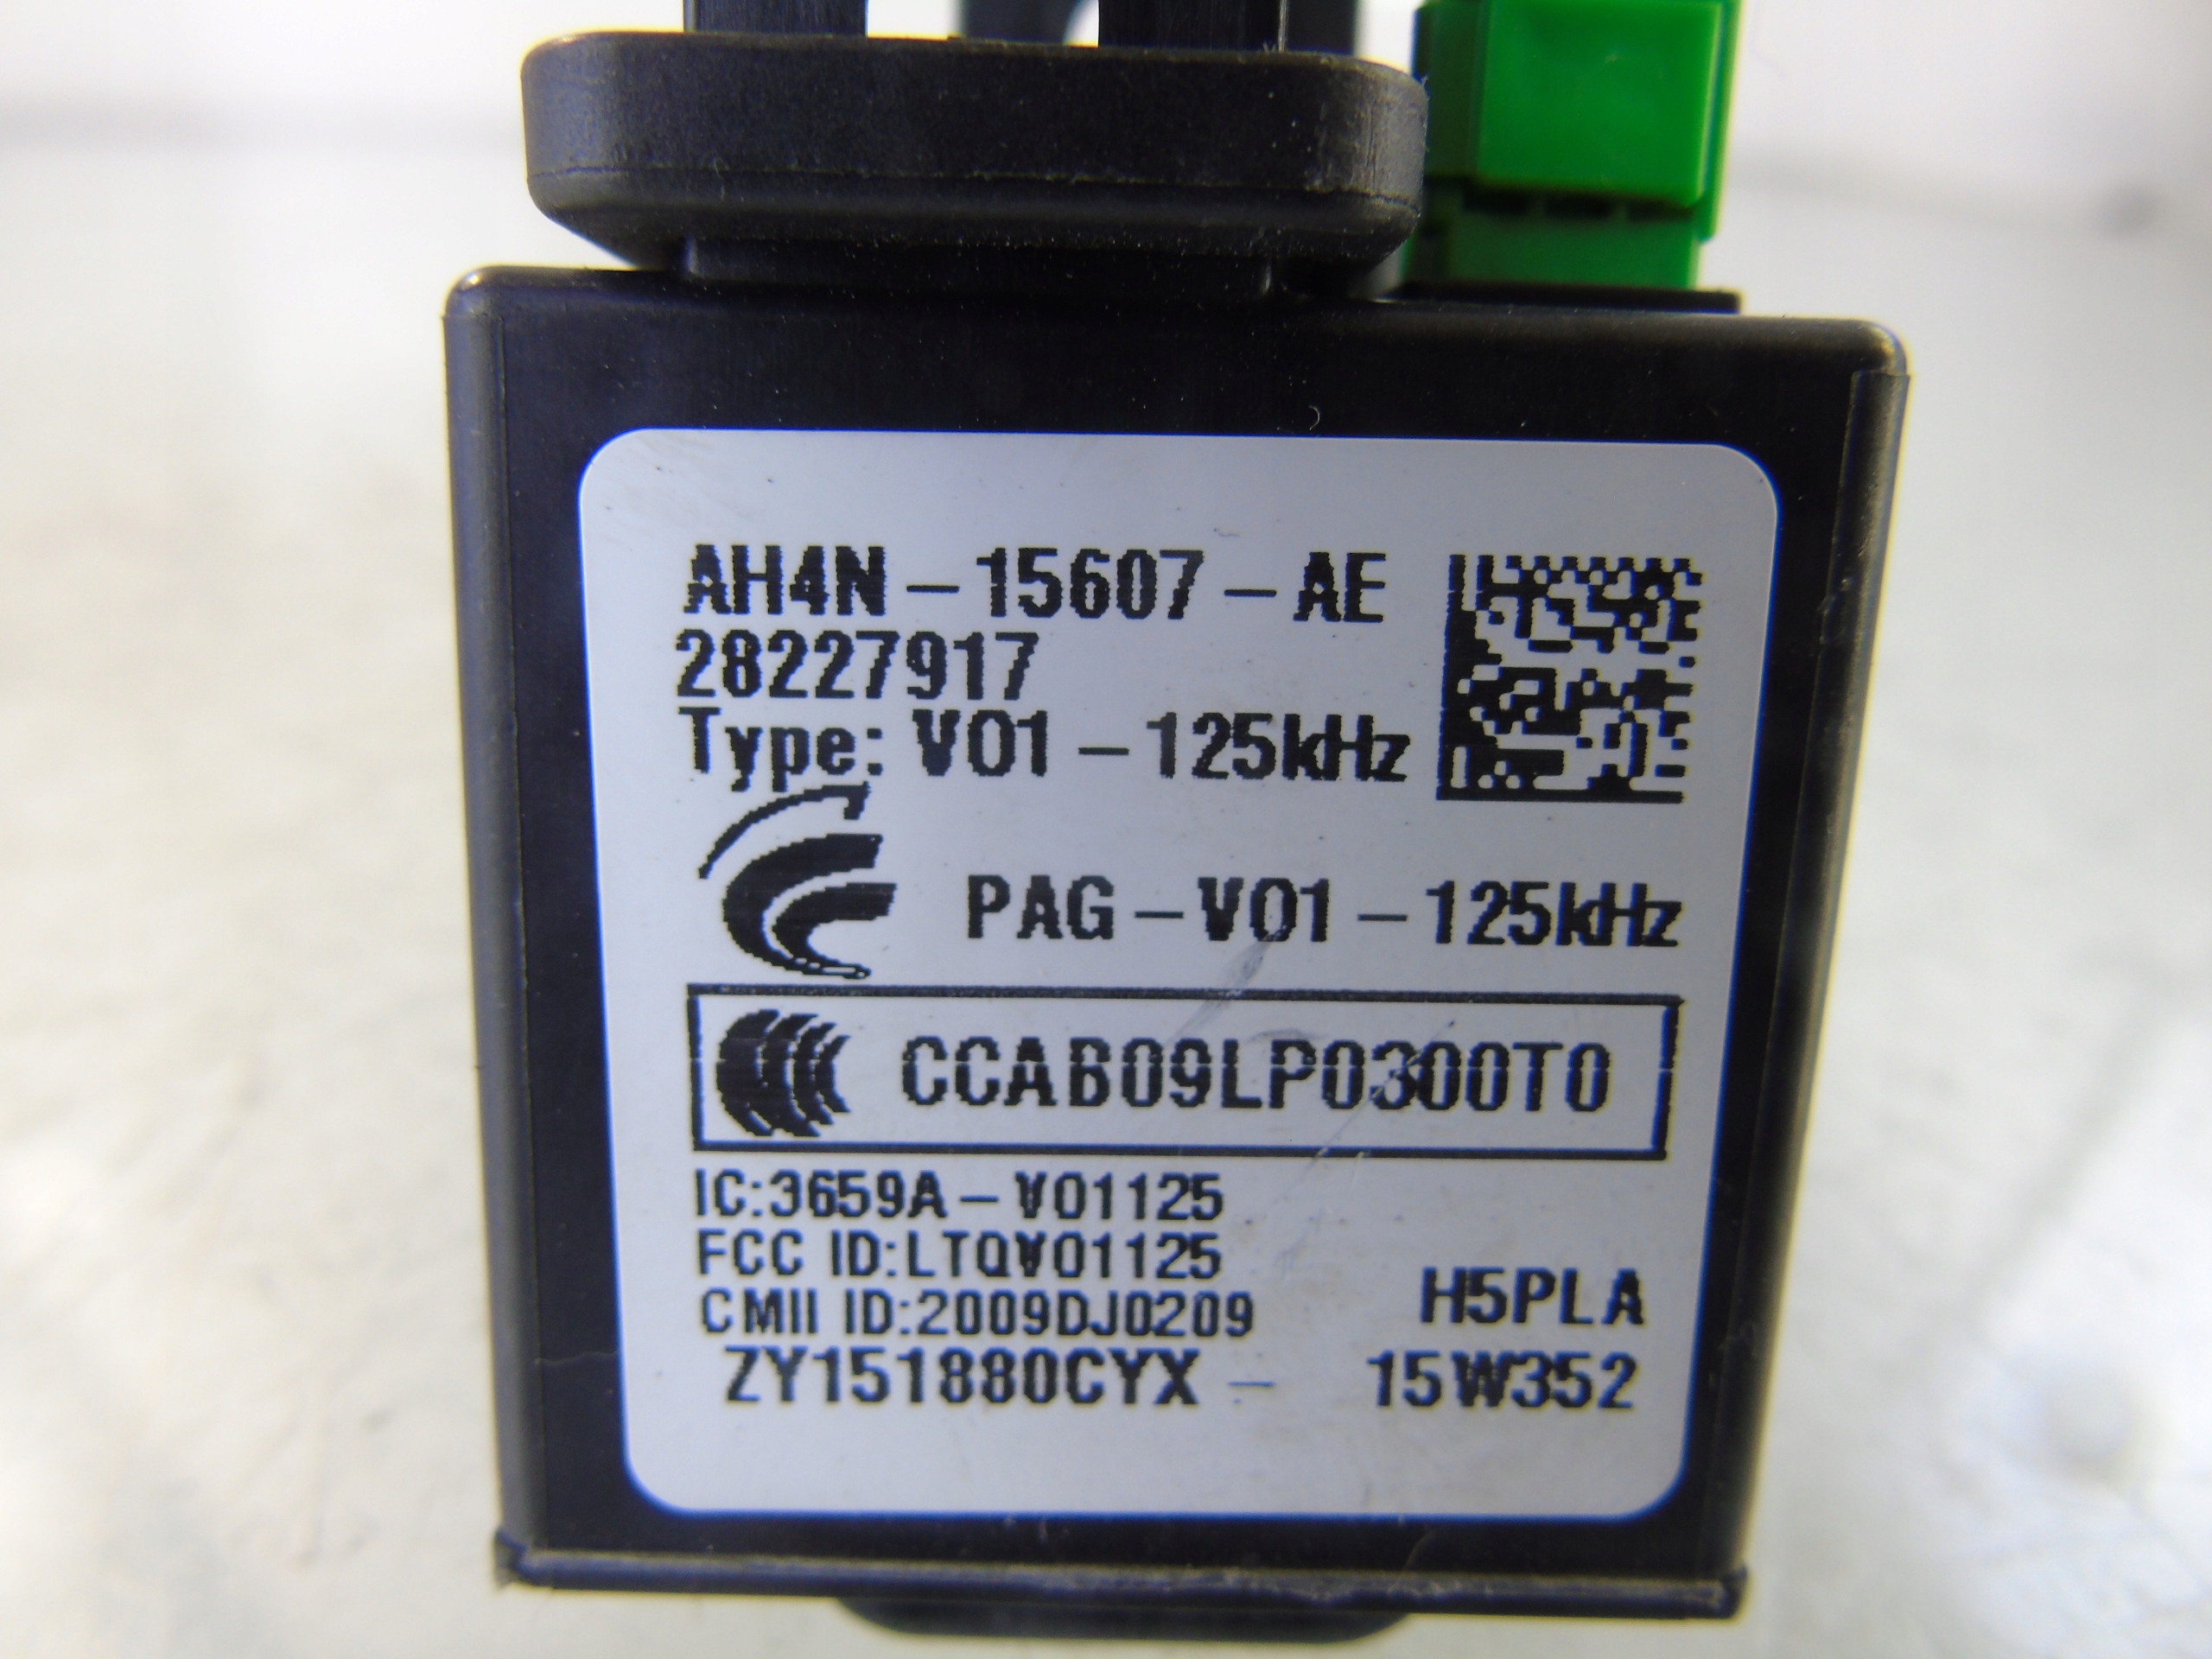 AH4N-15607-AE
28227917
Type: V01-125kHz
PAG-V01-125kHz
CCAB09LP0300T0
IC:3659A-V01125
FCC ID:LTQV01125
CMII ID:2009DJ0209
H5PLA
ZY151880CYX- 15W352